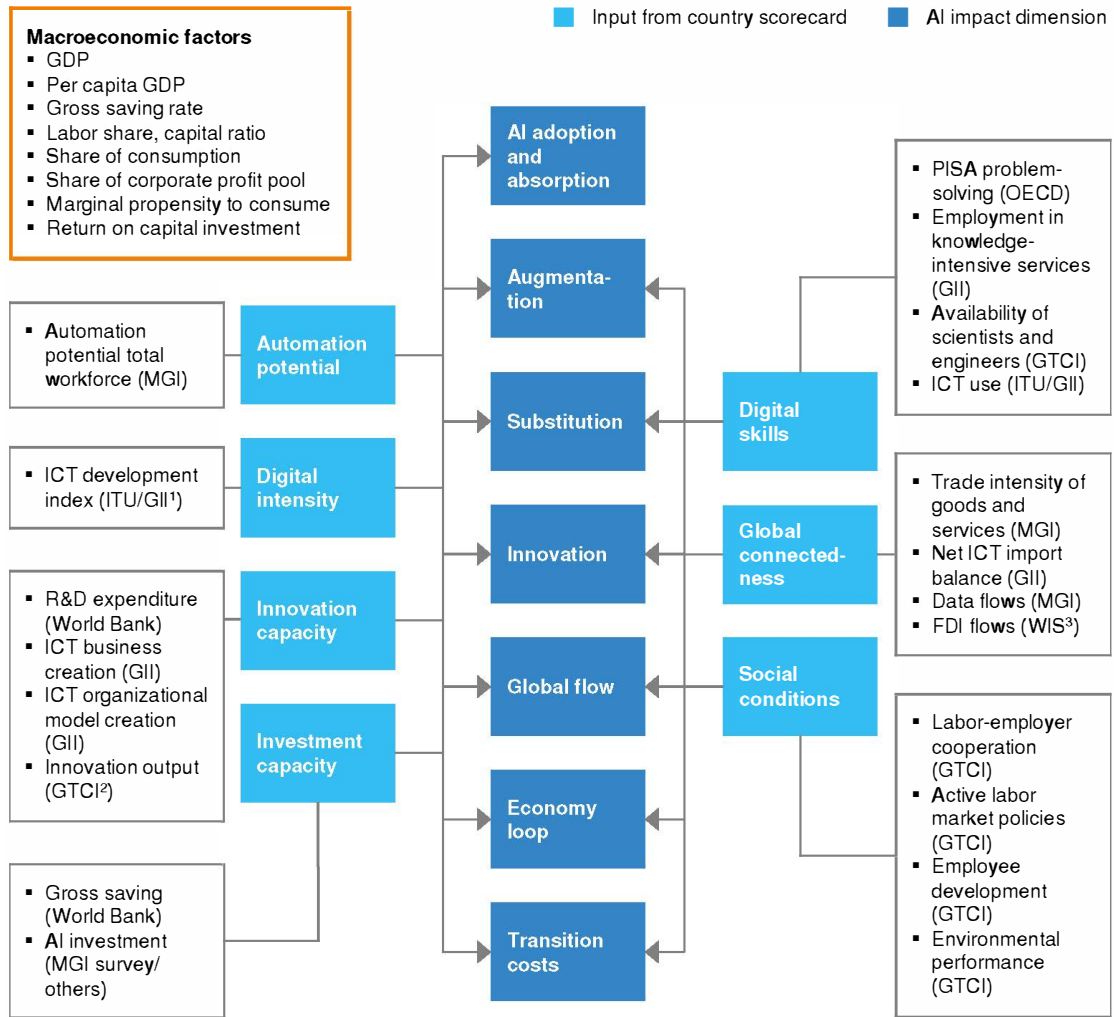 Input from country scorecard
AI impact dimension
Macroeconomic factors
▪ GDP
▪ Per capita GDP
▪ Gross saving rate
▪ Labor share, capital ratio
▪ Share of consumption
▪ Share of corporate profit pool
▪ Marginal propensity to consume
▪ Return on capital investment
▪ Automation
potential total
workforce (MGI)
▪ ICT development
index (ITU/GII¹)
▪ R&D expenditure
(World Bank)
▪ ICT business
creation (GII)
▪ ICT organizational
model creation
(GII)
▪ Innovation output
(GTCI²)
▪ Gross saving
(World Bank)
▪ AI investment
(MGI survey/
others)
Automation
potential
Digital
intensity
Innovation
capacity
Investment
capacity
AI adoption
and
absorption
Augmenta-
tion
Substitution
Innovation
Global flow
Economy
loop
Transition
costs
Digital
skills
Global
connected-
ness
Social
conditions
▪ PISA problem-
solving (OECD)
▪ Employment in
knowledge-
intensive services
(GII)
▪ Availability of
scientists and
engineers (GTCI)
▪ ICT use (ITU/GII)
▪ Trade intensity of
goods and
services (MGI)
▪ Net ICT import
balance (GII)
▪ Data flows (MGI)
▪ FDI flows (WIS³)
▪ Labor-employer
cooperation
(GTCI)
▪ Active labor
market policies
(GTCI)
▪ Employee
development
(GTCI)
▪ Environmental
performance
(GTCI)